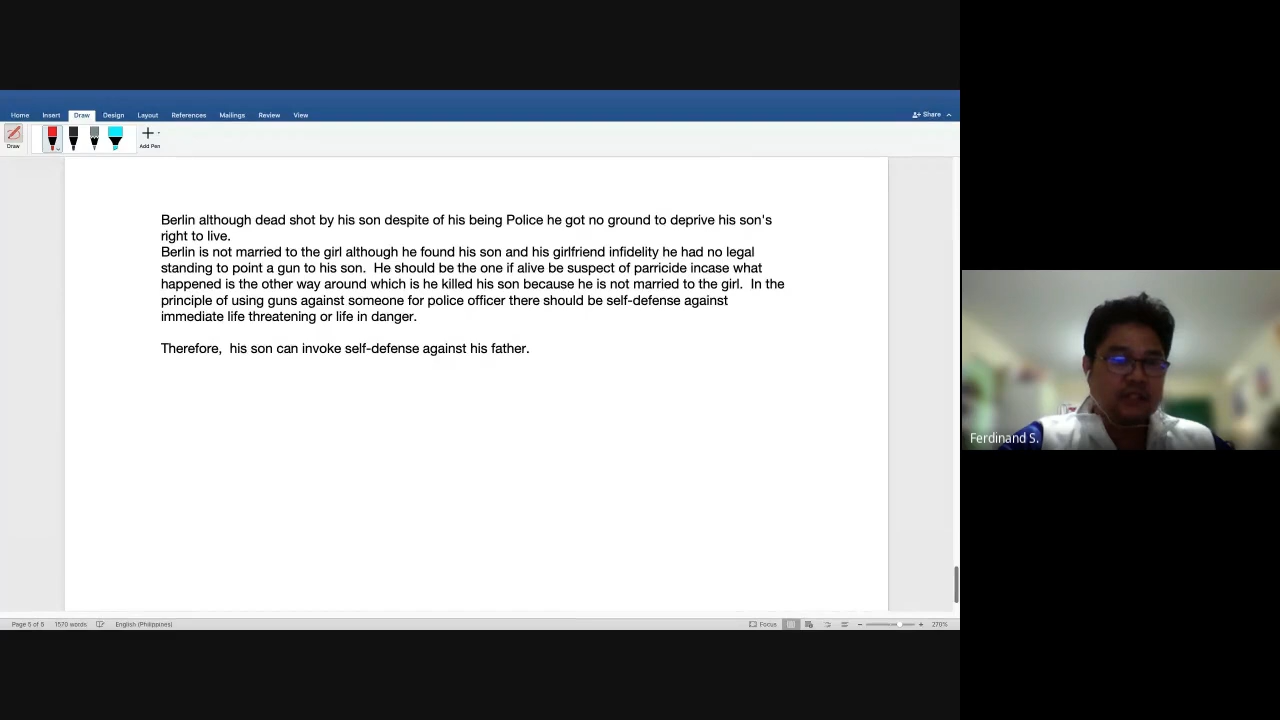 Home Insert Draw Design Layout References Mailings Review View Share
Draw Add Pen
Berlin although dead shot by his son despite of his being Police he got no ground to deprive his son's
right to live.
Berlin is not married to the girl although he found his son and his girlfriend infidelity he had no legal
standing to point a gun to his son.  He should be the one if alive be suspect of parricide incase what
happened is the other way around which is he killed his son because he is not married to the girl.  In the
principle of using guns against someone for police officer there should be self-defense against
immediate life threatening or life in danger.
Therefore,  his son can invoke self-defense against his father.
Ferdinand S.
Page 5 of 5 1570 words English (Philippines) Focus 270%